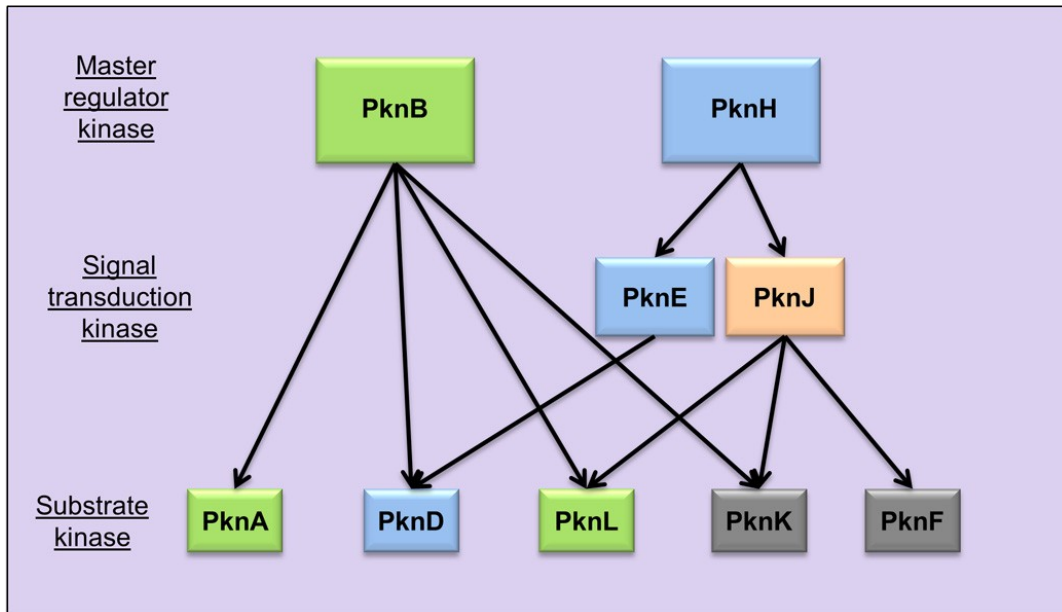 Master
regulator
kinase
PknB
PknH
Signal
transduction
kinase
PknE
PknJ
Substrate
kinase
PknA
PknD
PknL
PknK
PknF